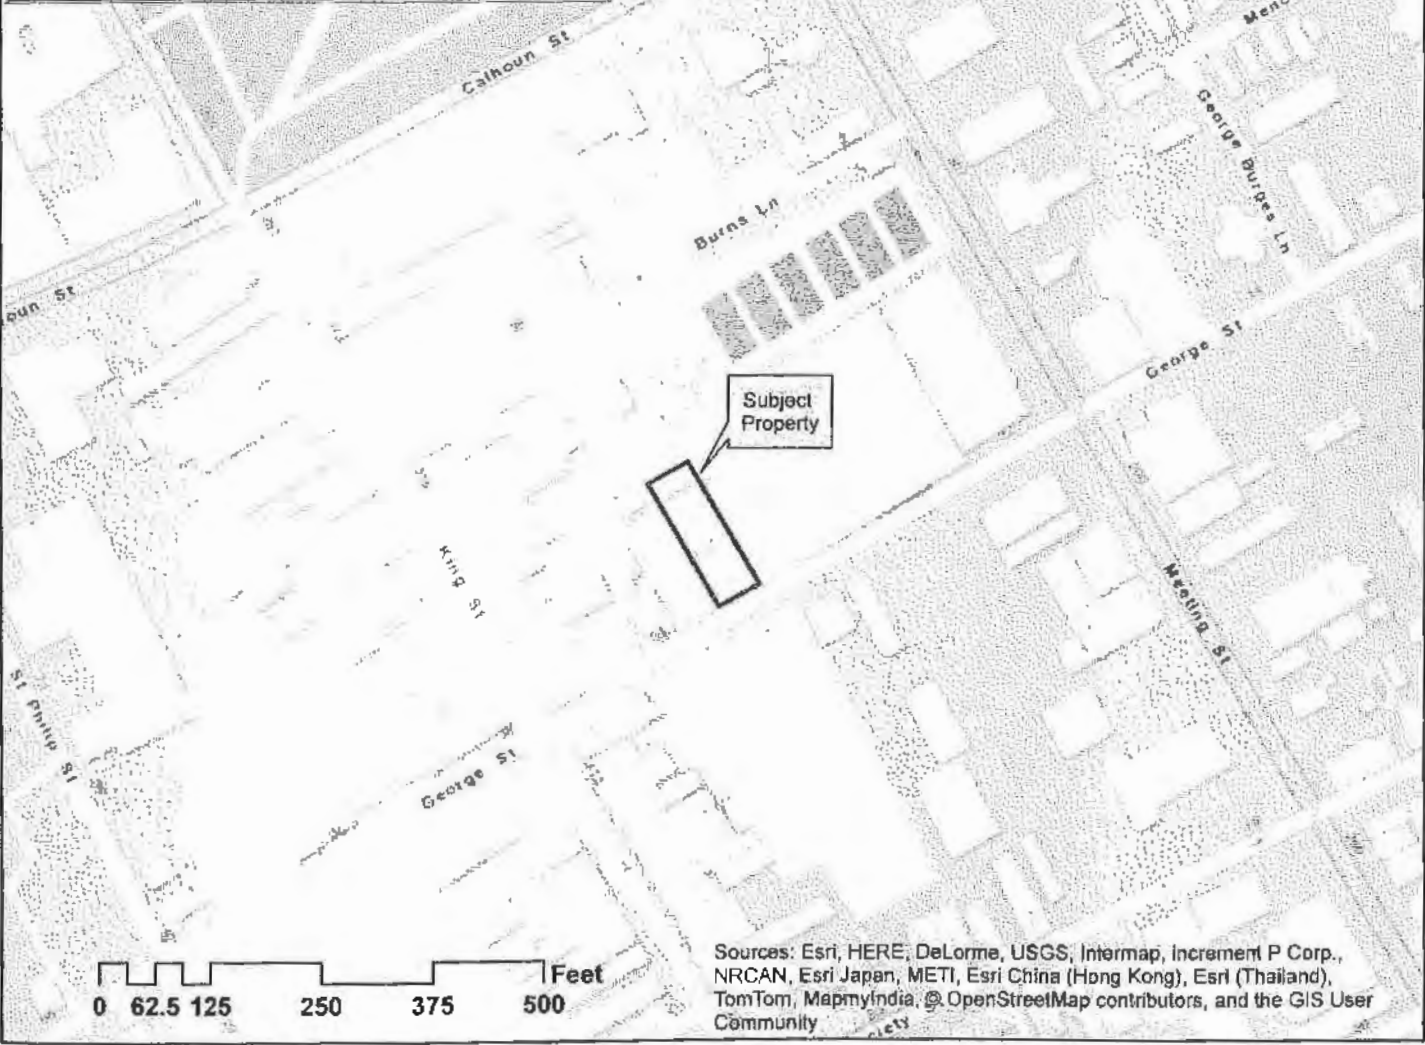 Calhoun St
George Burges Ln
Burns Ln
oun St
George St
Subject
Property
King St
Meeting St
St Philip St
George St
Feet
0 62.5 125 250 375 500
Sources: Esri, HERE, DeLorme, USGS, Intermap, increment P Corp.,
NRCAN, Esri Japan, METI, Esri China (Hong Kong), Esri (Thailand),
TomTom, MapmyIndia, © OpenStreetMap contributors, and the GIS User
Community